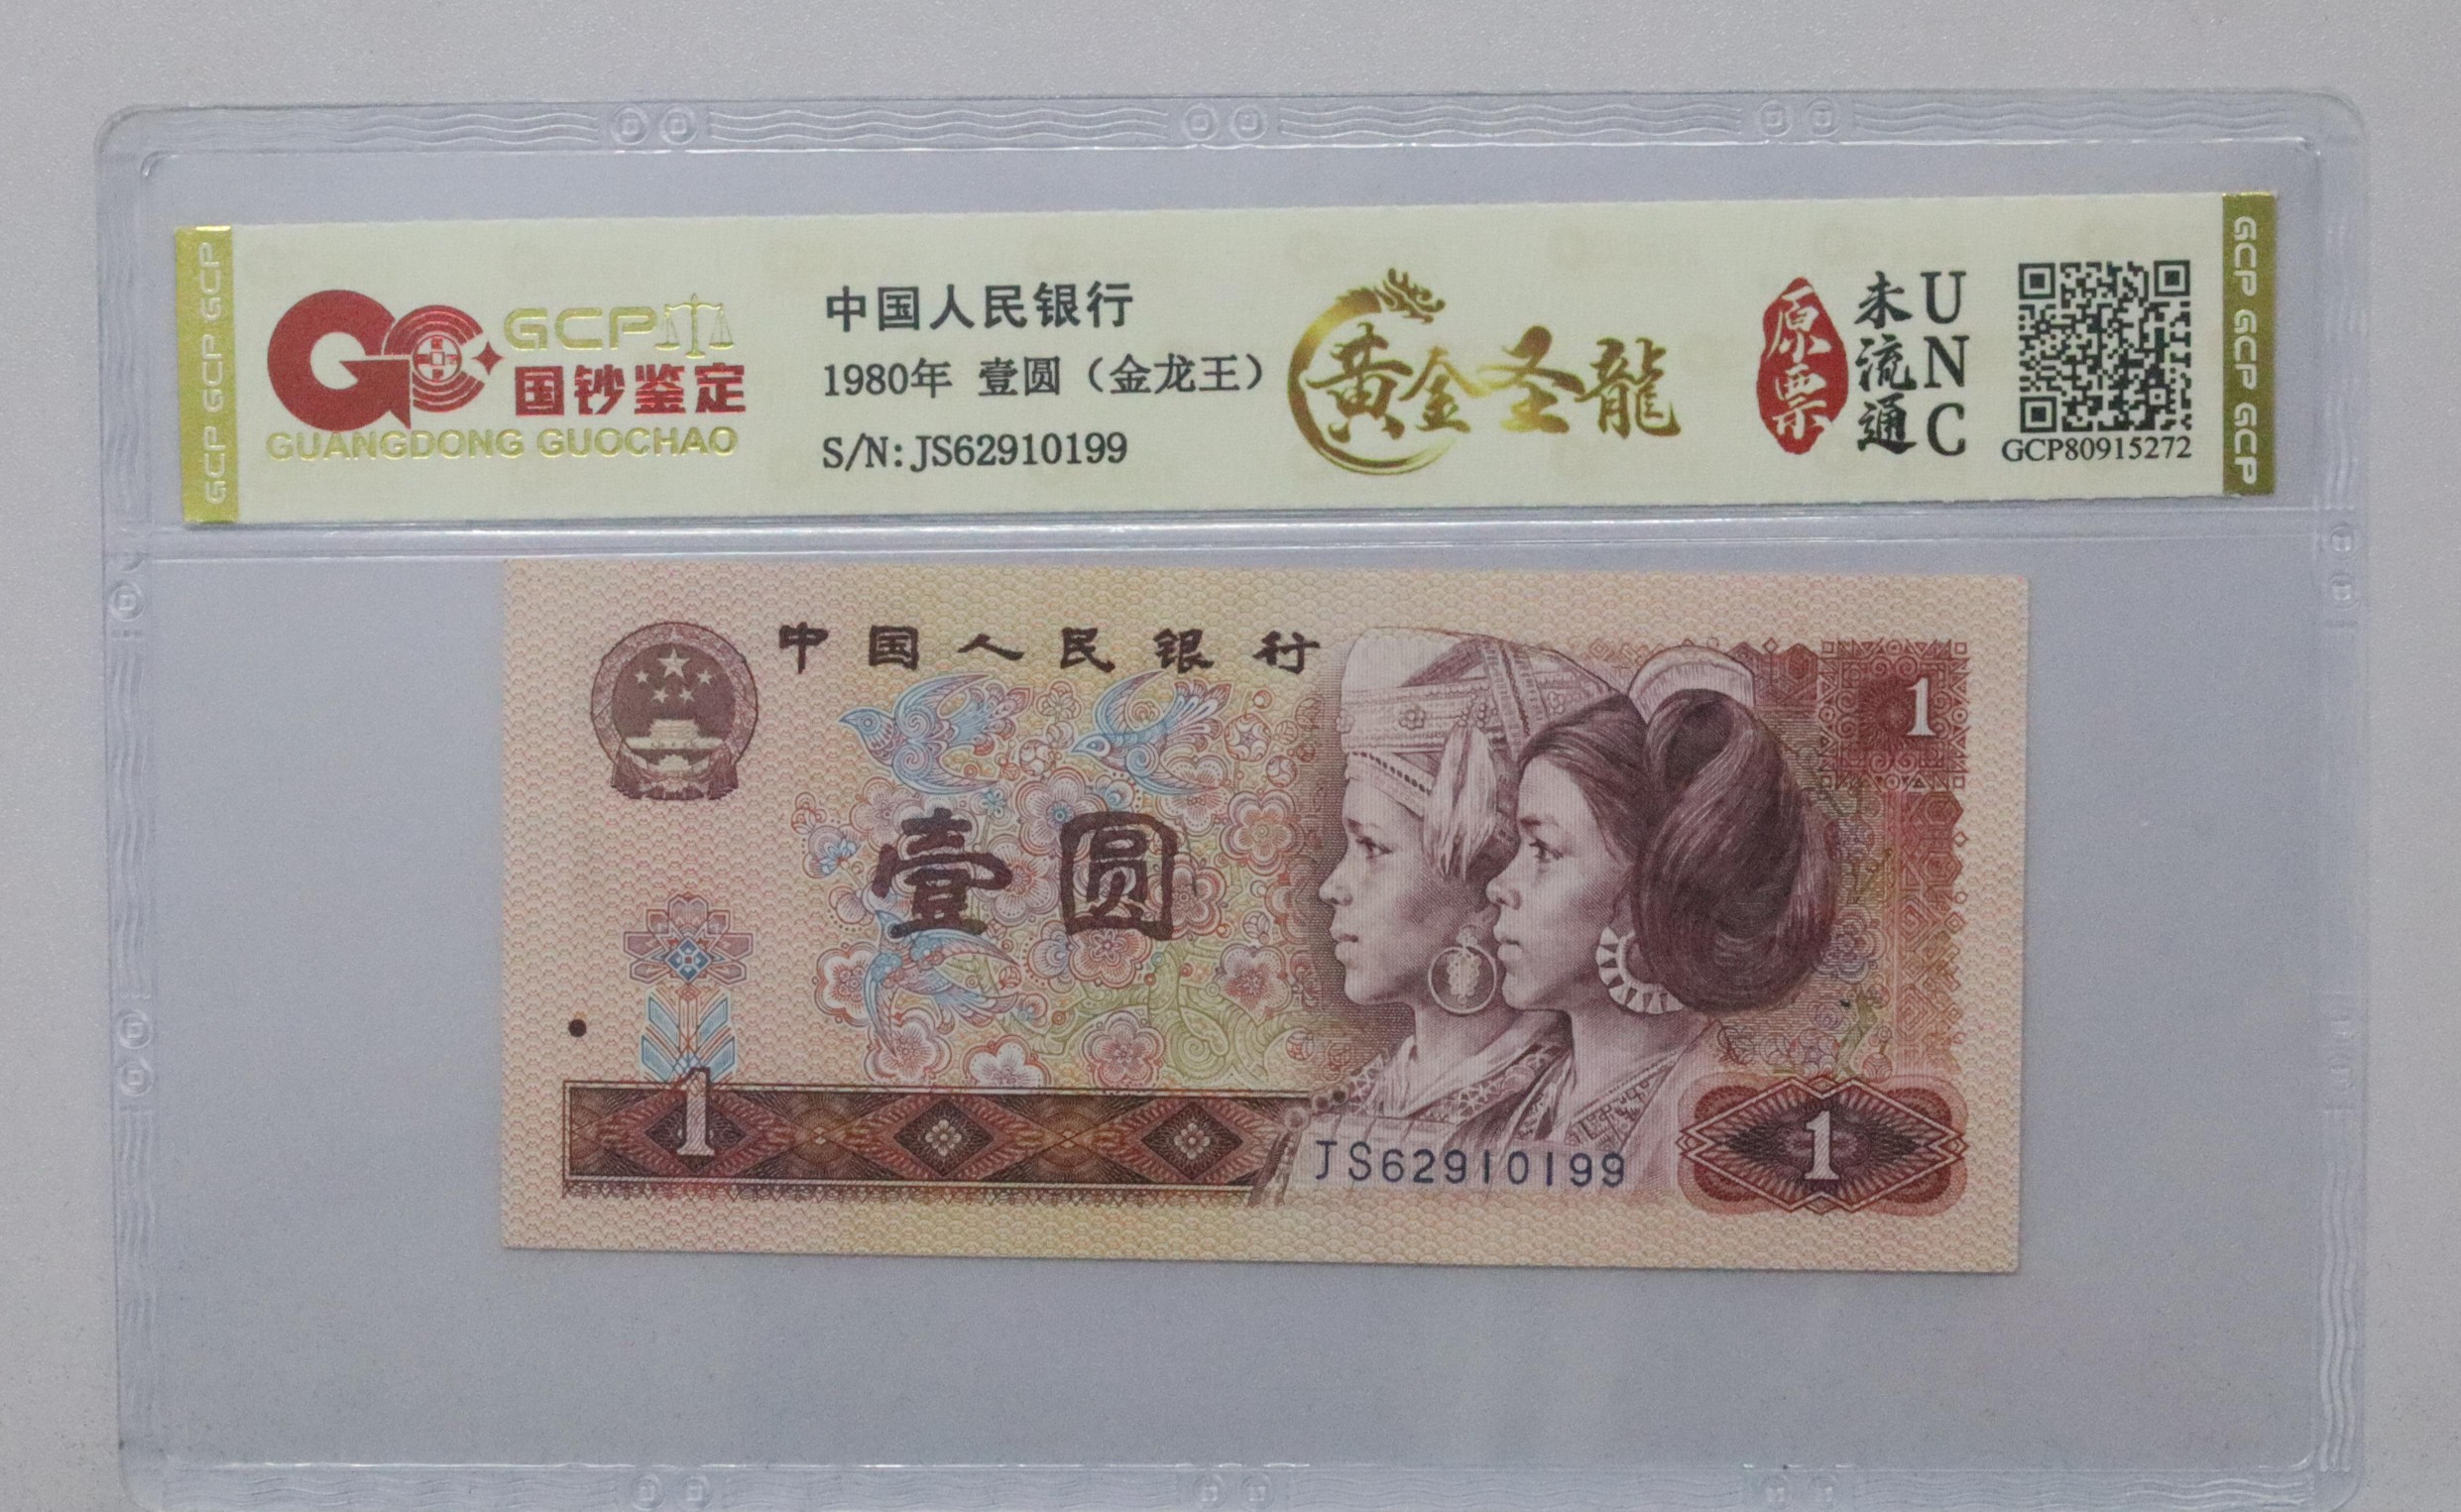 GCP GCP GCP
GCP
国钞鉴定
GUANGDONG GUOCHAO
中国人民银行
1980年 壹圆（金龙王）
S/N:JS62910199
黄金圣龍
原票
未流通
UNC
GCP80915272
GCP GCP GCP
中国人民银行
1
壹圆
1
JS62910199
1